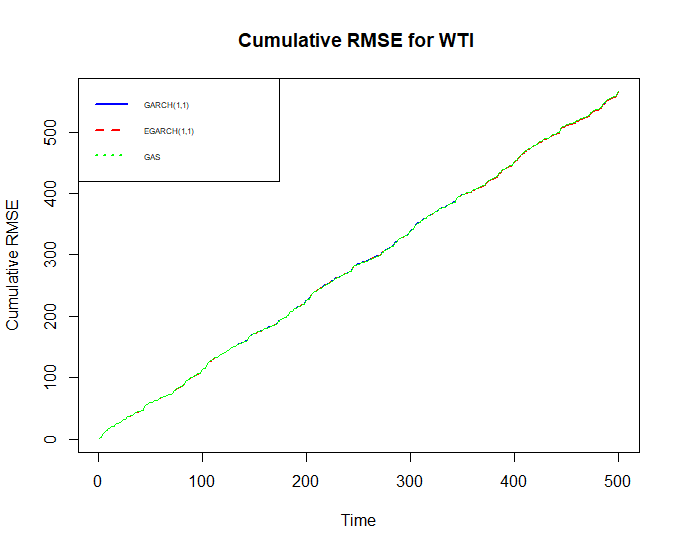 Cumulative RMSE for WTI
GARCH(1,1)
EGARCH(1,1)
GAS
Cumulative RMSE
500
400
300
200
100
0
0 100 200 300 400 500
Time